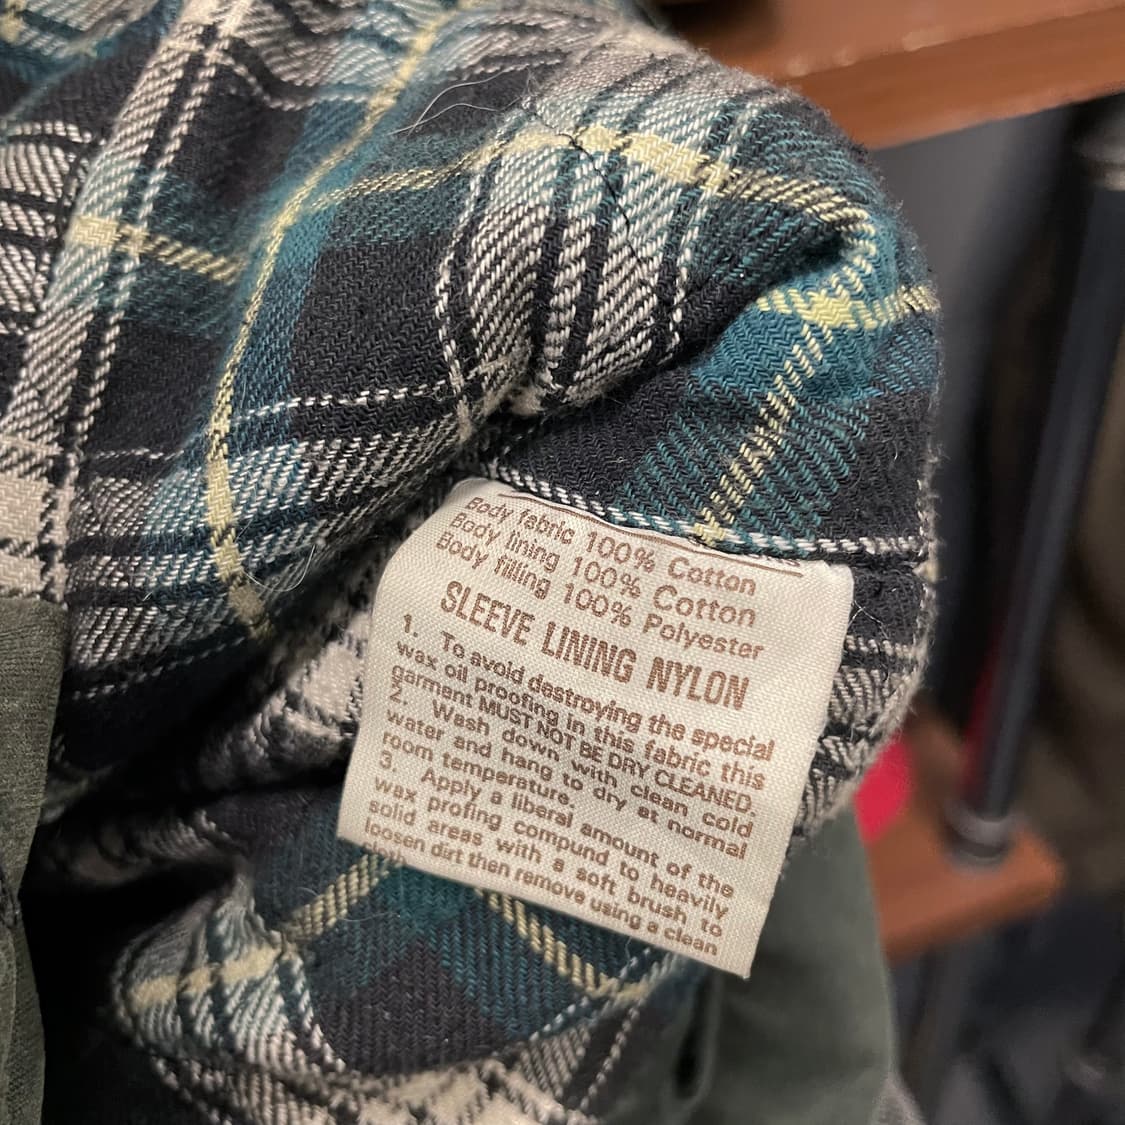 Body fabric 100% Cotton
Body lining 100% Cotton
Body filling 100% Polyester
SLEEVE LINING NYLON
1. To avoid destroying the special
wax oil proofing in this fabric this
garment MUST NOT BE DRY CLEANED.
2. Wash down with clean cold
water and hang to dry at normal
room temperature.
3. Apply a liberal amount of the
wax profing compund to heavily
solid areas with a soft brush to
loosen dirt then remove using a clean
cloth